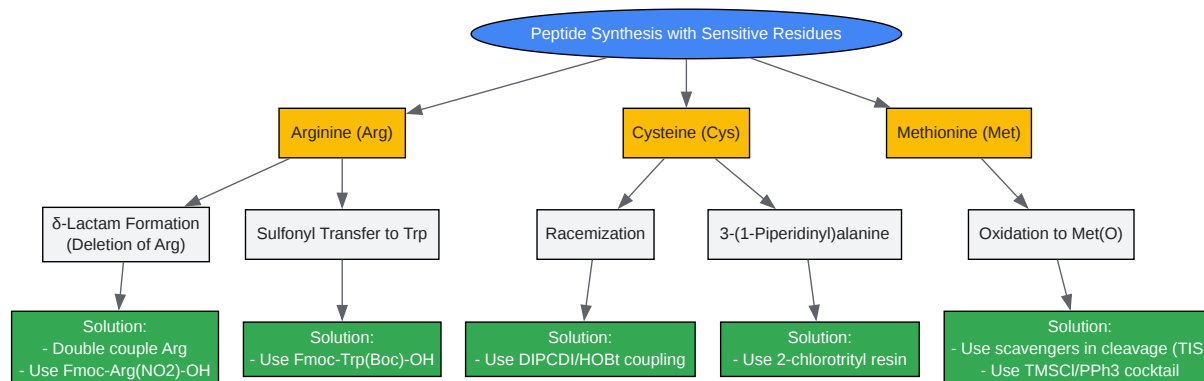 Peptide Synthesis with Sensitive Residues
Arginine (Arg)
Cysteine (Cys)
Methionine (Met)
δ-Lactam Formation
(Deletion of Arg)
Sulfonyl Transfer to Trp
Racemization
3-(1-Piperidinyl)alanine
Oxidation to Met(O)
Solution:
- Double couple Arg
- Use Fmoc-Arg(NO2)-OH
Solution:
- Use Fmoc-Trp(Boc)-OH
Solution:
- Use DIPCDI/HOBt coupling
Solution:
- Use 2-chlorotrityl resin
Solution:
- Use scavengers in cleavage (TIS
- Use TMSCl/PPh3 cocktail